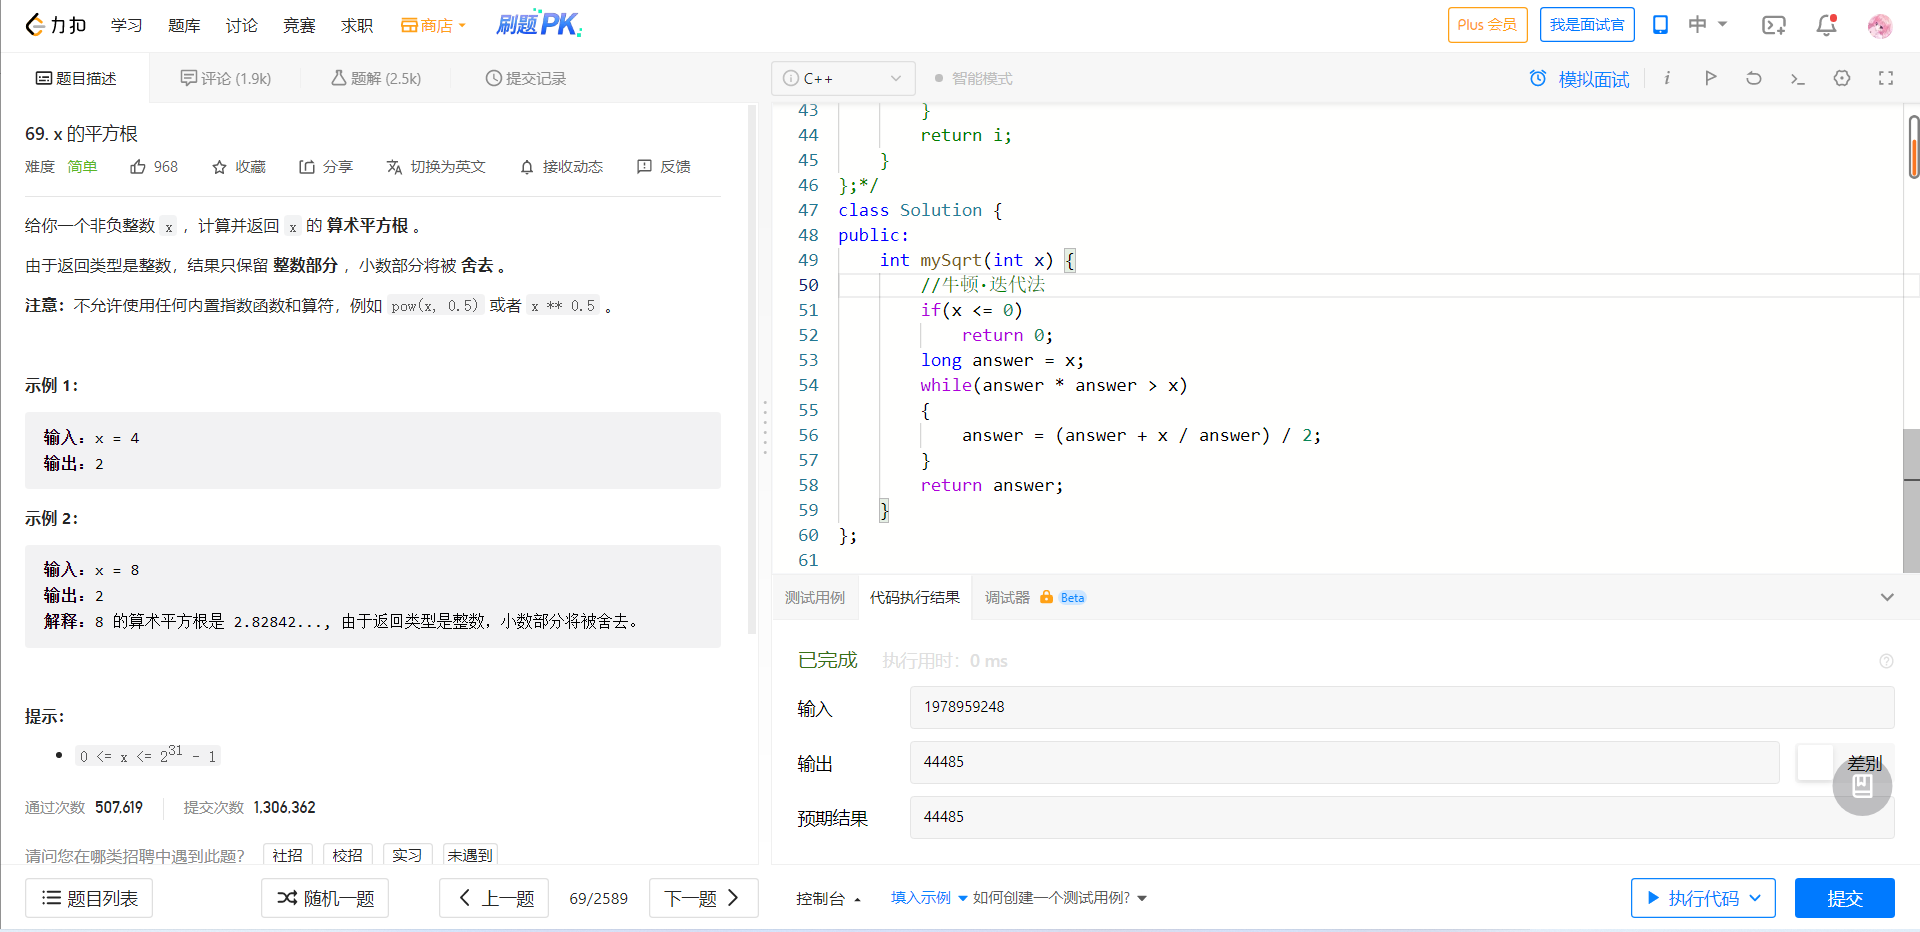 力扣 学习 题库 讨论 竞赛 求职 商店 刷题PK Plus 会员 我是面试官 中
题目描述 评论 (1.9k) 题解 (2.5k) 提交记录
C++ 智能模式 模拟面试
69. x 的平方根
难度 简单 968 收藏 分享 切换为英文 接收动态 反馈
给你一个非负整数 x ，计算并返回 x 的 算术平方根 。
由于返回类型是整数，结果只保留 整数部分 ，小数部分将被 舍去 。
注意：不允许使用任何内置指数函数和算符，例如 pow(x, 0.5) 或者 x ** 0.5 。
示例 1：
输入：x = 4
输出：2
示例 2：
输入：x = 8
输出：2
解释：8 的算术平方根是 2.82842..., 由于返回类型是整数，小数部分将被舍去。
提示：
0 <= x <= 2^31 - 1
通过次数 507,619 提交次数 1,306,362
请问您在哪类招聘中遇到此题？ 社招 校招 实习 未遇到
题目列表 随机一题 上一题 69/2589 下一题
43 }
44 return i;
45 }
46 };*/
47 class Solution {
48 public:
49 int mySqrt(int x) {
50 //牛顿·迭代法
51 if(x <= 0)
52 return 0;
53 long answer = x;
54 while(answer * answer > x)
55 {
56 answer = (answer + x / answer) / 2;
57 }
58 return answer;
59 }
60 };
61
测试用例 代码执行结果 调试器 Beta
已完成 执行用时：0 ms
输入 1978959248
输出 44485 差别
预期结果 44485
控制台 填入示例 如何创建一个测试用例? 执行代码 提交